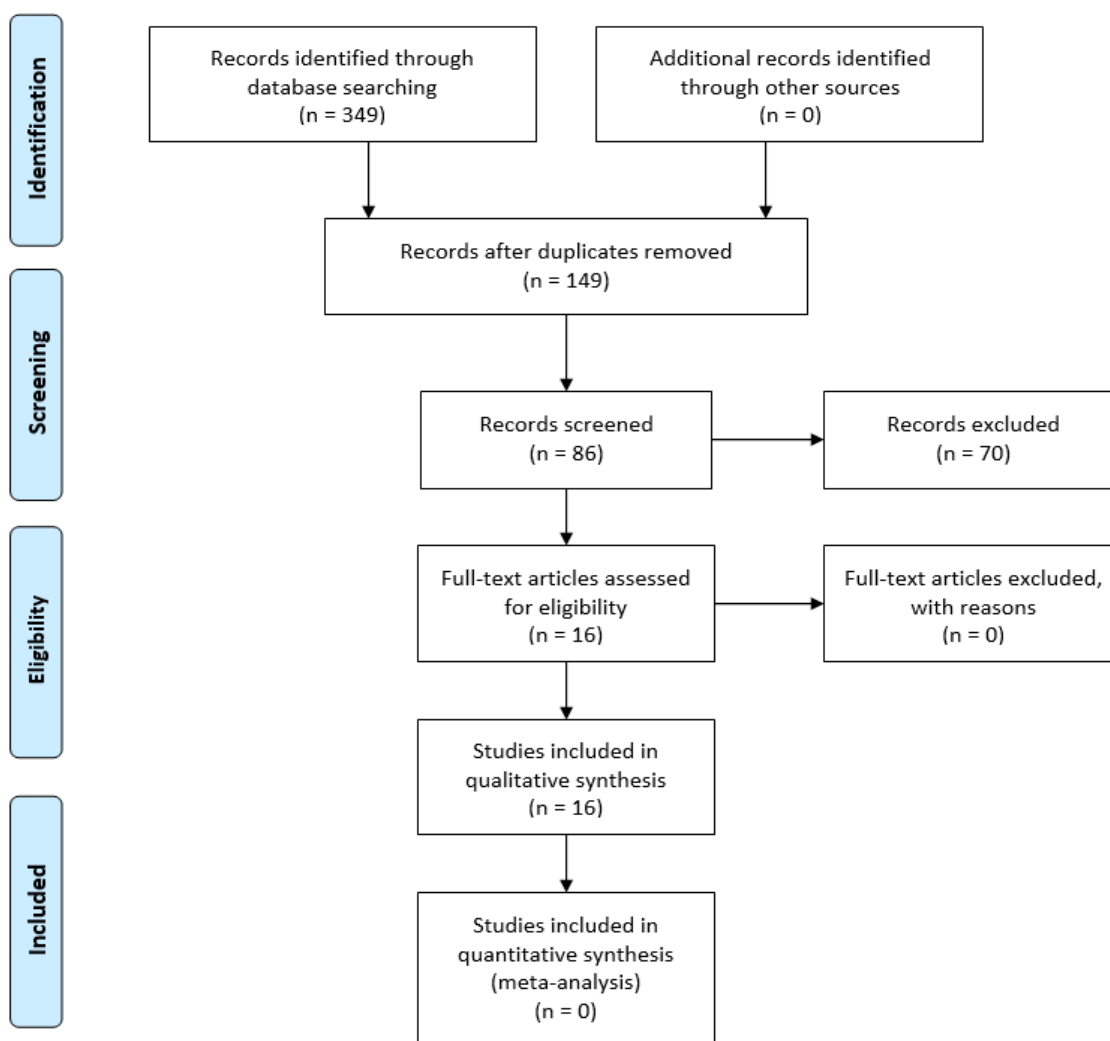 Identification
Records identified through
database searching
(n = 349)
Additional records identified
through other sources
(n = 0)
Records after duplicates removed
(n = 149)
Screening
Records screened
(n = 86)
Records excluded
(n = 70)
Eligibility
Full-text articles assessed
for eligibility
(n = 16)
Full-text articles excluded,
with reasons
(n = 0)
Studies included in
qualitative synthesis
(n = 16)
Included
Studies included in
quantitative synthesis
(meta-analysis)
(n = 0)